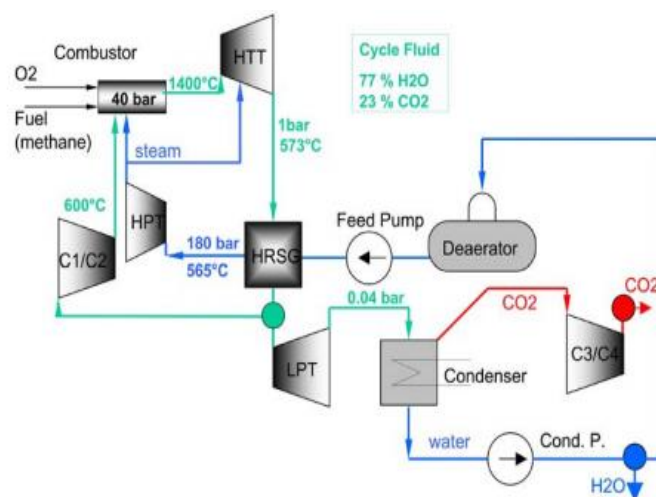 Combustor
HTT
Cycle Fluid
77 % H2O
23 % CO2
O2
1400°C
40 bar
Fuel
(methane)
steam
1bar
573°C
600°C
HPT
Feed Pump
Deaerator
C1/C2
180 bar
565°C
HRSG
0.04 bar
CO2
CO2
LPT
Condenser
C3/C4
water
Cond. P.
H2O